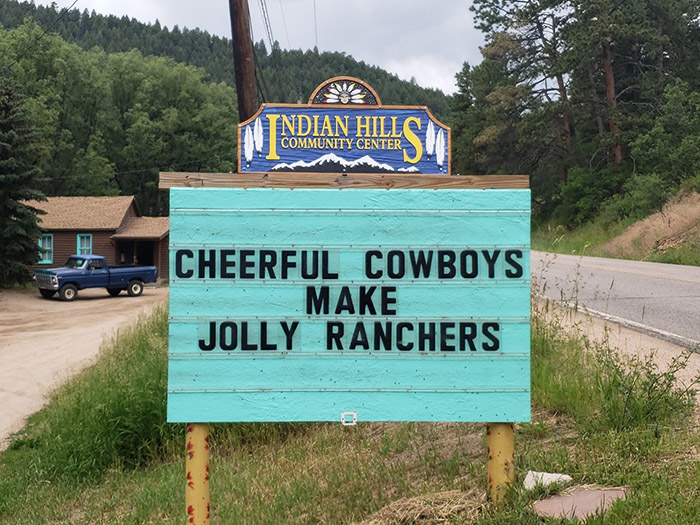 INDIAN HILLS
COMMUNITY CENTER
CHEERFUL COWBOYS
MAKE
JOLLY RANCHERS